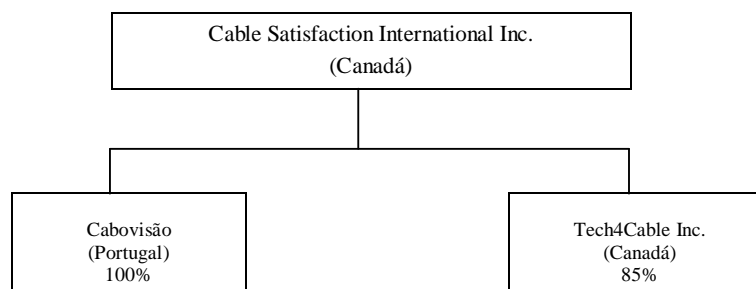 Cable Satisfaction International Inc.
(Canadá)
Cabovisão
(Portugal)
100%
Tech4Cable Inc.
(Canadá)
85%